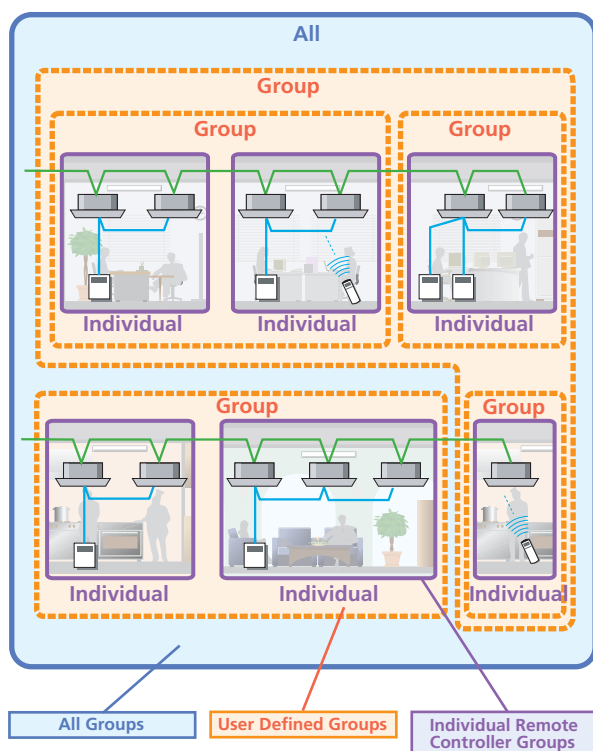 All
Group
Group
Group
Individual
Individual
Individual
Group
Group
Individual
Individual
Individual
All Groups
User Defined Groups
Individual Remote
Controller Groups